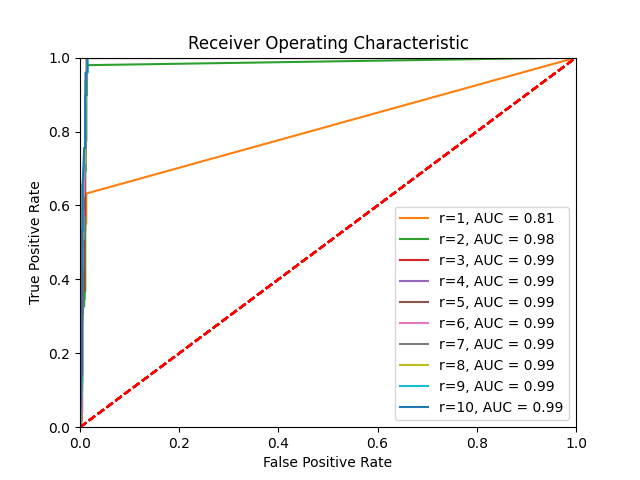 Receiver Operating Characteristic
True Positive Rate
1.0
0.8
0.6
0.4
0.2
0.0
r=1, AUC = 0.81
r=2, AUC = 0.98
r=3, AUC = 0.99
r=4, AUC = 0.99
r=5, AUC = 0.99
r=6, AUC = 0.99
r=7, AUC = 0.99
r=8, AUC = 0.99
r=9, AUC = 0.99
r=10, AUC = 0.99
0.0 0.2 0.4 0.6 0.8 1.0
False Positive Rate